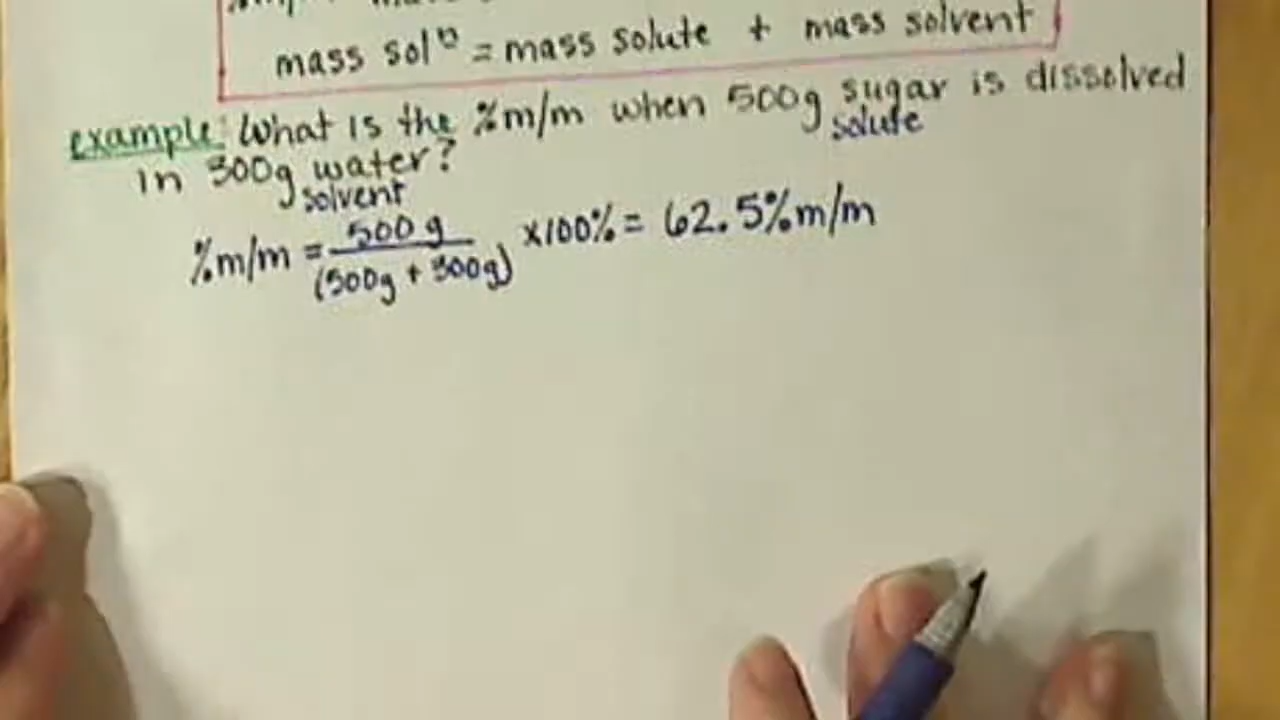 mass solⁿ = mass solute + mass solvent
example: What is the %m/m when 500g sugar is dissolved
solute
in 300g water?
solvent
%m/m = 500 g / (500g + 300g) x100% = 62.5%m/m